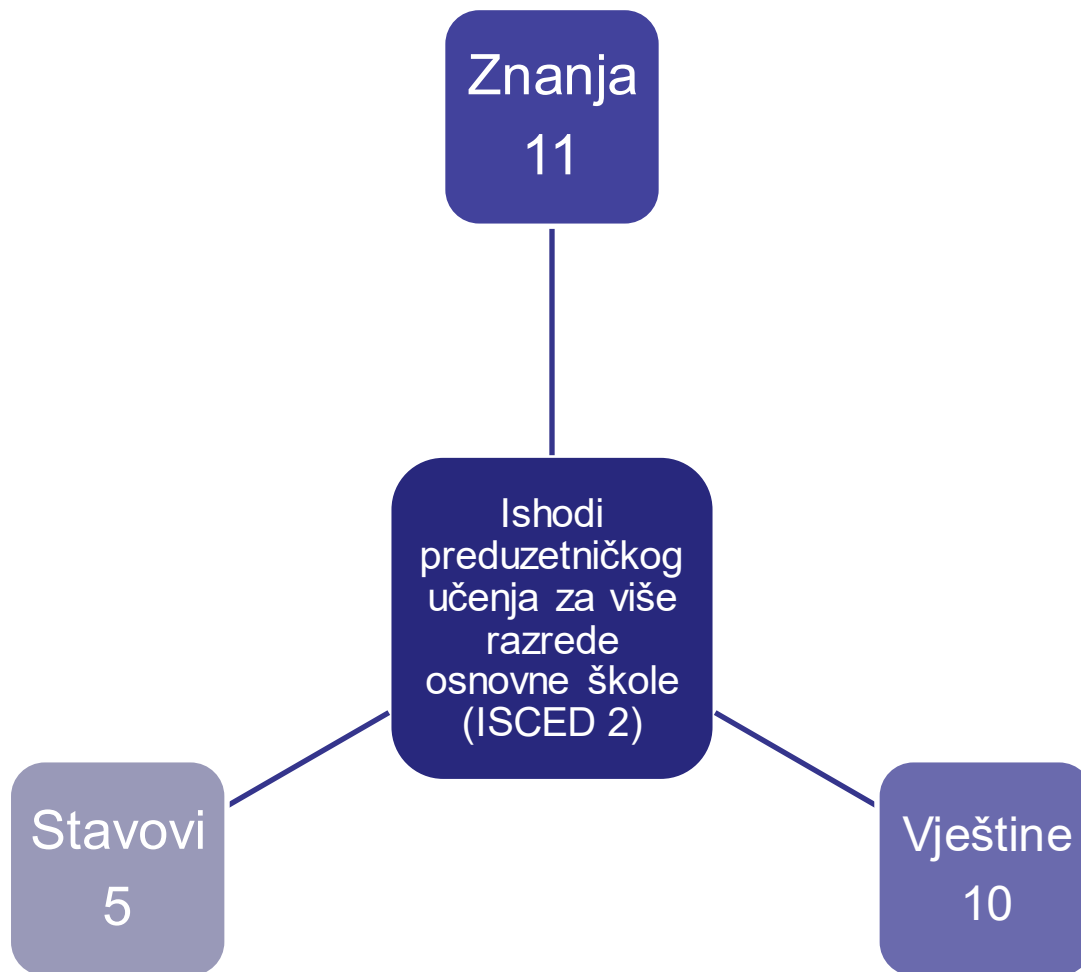 Znanja
11
Ishodi
preduzetničkog
učenja za više
razrede
osnovne škole
(ISCED 2)
Stavovi
5
Vještine
10